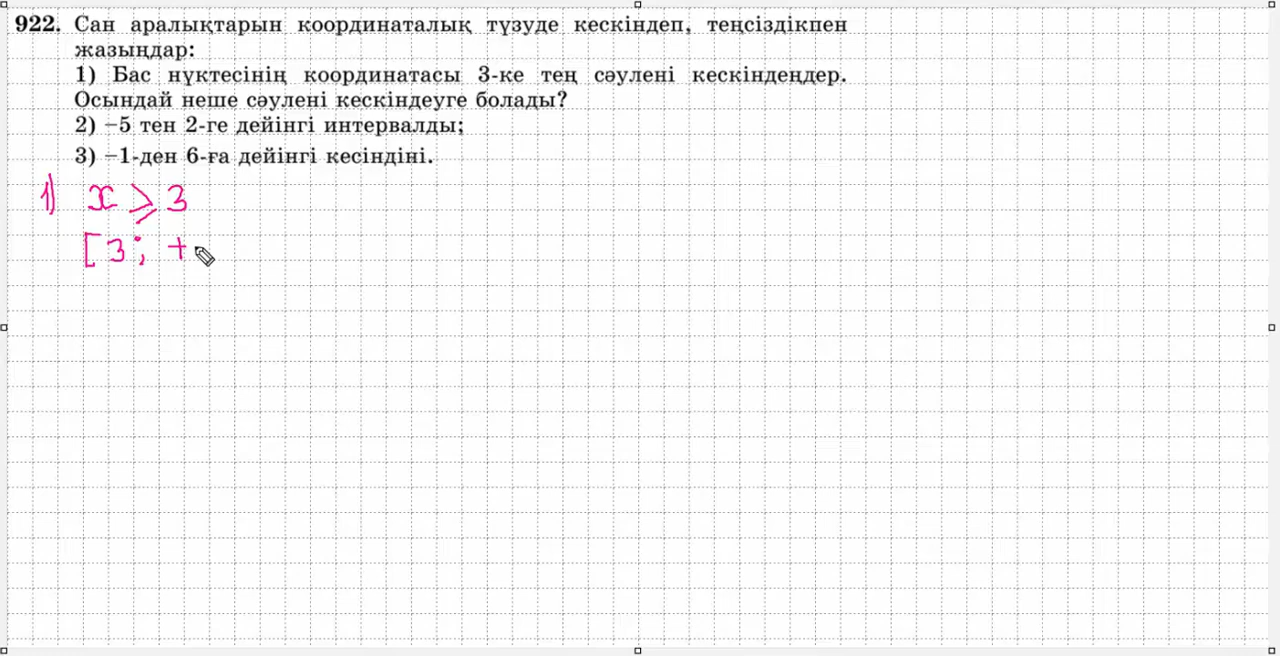 922. Сан аралықтарын координаталық түзуде кескіндеп, теңсіздікпен
жазыңдар:
1) Бас нүктесінің координатасы 3-ке тең сәулені кескіндеңдер.
Осындай неше сәулені кескіндеуге болады?
2) −5 тен 2-ге дейінгі интервалды;
3) −1-ден 6-ға дейінгі кесіндіні.
1) x ⩾ 3
[3; +